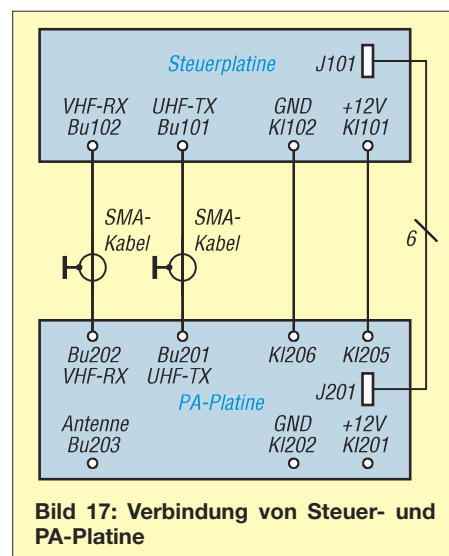 Steuerplatine
J101
VHF-RX
Bu102
UHF-TX
Bu101
GND
Kl102
+12V
Kl101
SMA-
Kabel
SMA-
Kabel
6
Bu202
VHF-RX
Bu201
UHF-TX
Kl206
Kl205
PA-Platine
J201
Antenne
Bu203
GND
Kl202
+12V
Kl201
Bild 17: Verbindung von Steuer- und
PA-Platine